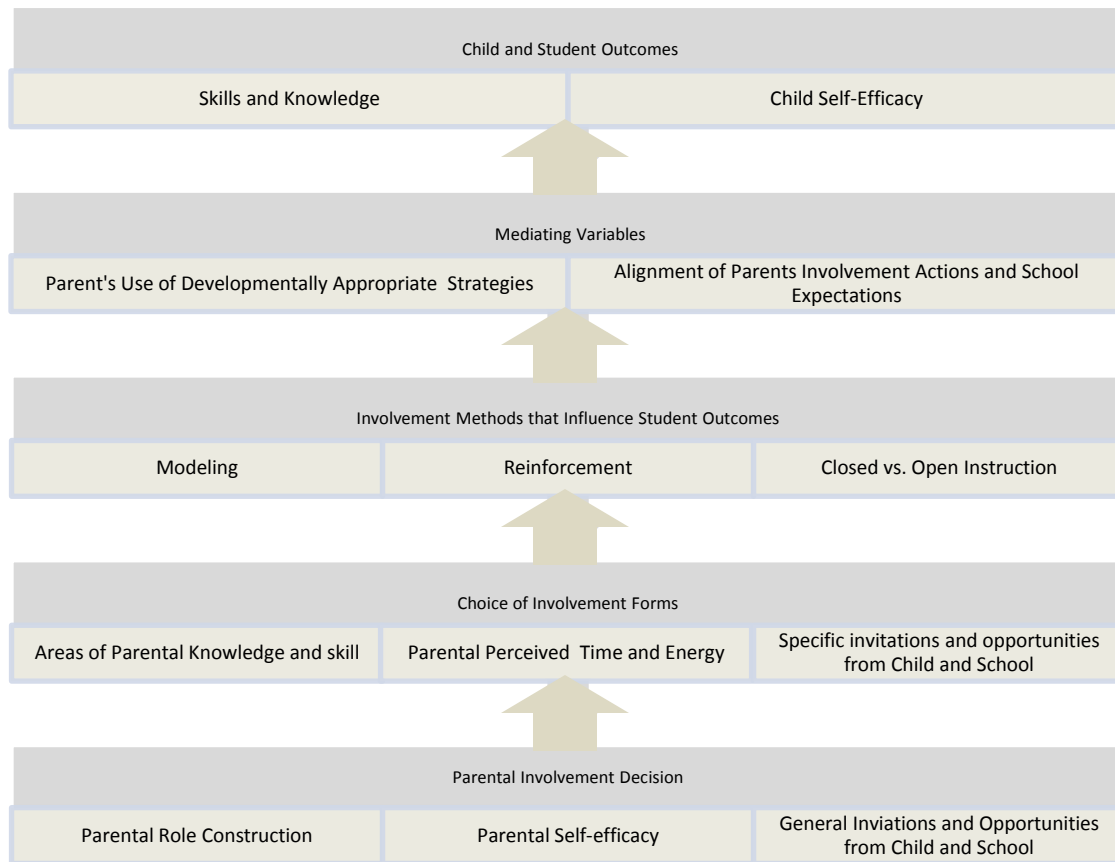 Child and Student Outcomes
Skills and Knowledge
Child Self-Efficacy
Mediating Variables
Parent's Use of Developmentally Appropriate  Strategies
Alignment of Parents Involvement Actions and School
Expectations
Involvement Methods that Influence Student Outcomes
Modeling
Reinforcement
Closed vs. Open Instruction
Choice of Involvement Forms
Areas of Parental Knowledge and skill
Parental Perceived  Time and Energy
Specific invitations and opportunities
from Child and School
Parental Involvement Decision
Parental Role Construction
Parental Self-efficacy
General Inviations and Opportunities
from Child and School